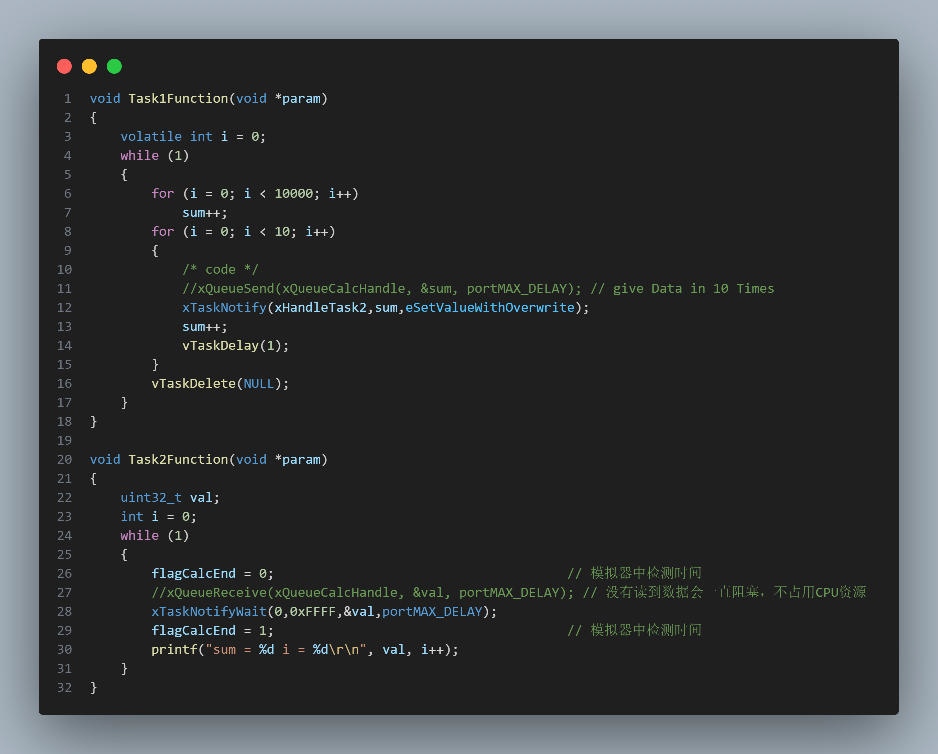 1 void Task1Function(void *param)
2 {
3 volatile int i = 0;
4 while (1)
5 {
6 for (i = 0; i < 10000; i++)
7 sum++;
8 for (i = 0; i < 10; i++)
9 {
10 /* code */
11 //xQueueSend(xQueueCalcHandle, &sum, portMAX_DELAY); // give Data in 10 Times
12 xTaskNotify(xHandleTask2,sum,eSetValueWithOverwrite);
13 sum++;
14 vTaskDelay(1);
15 }
16 vTaskDelete(NULL);
17 }
18 }
19
20 void Task2Function(void *param)
21 {
22 uint32_t val;
23 int i = 0;
24 while (1)
25 {
26 flagCalcEnd = 0; // 模拟器中检测时间
27 //xQueueReceive(xQueueCalcHandle, &val, portMAX_DELAY); // 没有读到数据会一直阻塞，不占用CPU资源
28 xTaskNotifyWait(0,0xFFFF,&val,portMAX_DELAY);
29 flagCalcEnd = 1; // 模拟器中检测时间
30 printf("sum = %d i = %d\r\n", val, i++);
31 }
32 }